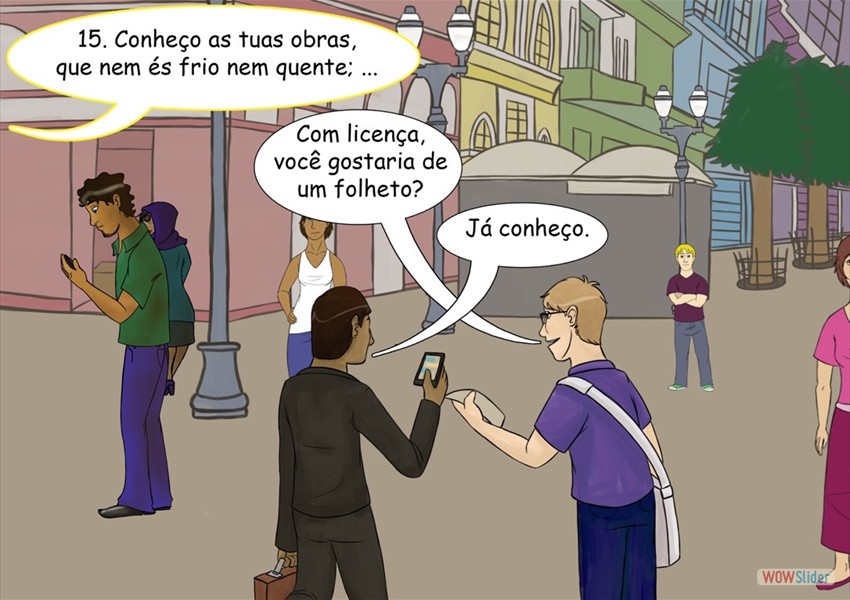 15. Conheço as tuas obras,
que nem és frio nem quente; ...
Com licença,
você gostaria de
um folheto?
Já conheço.
WOWSlider